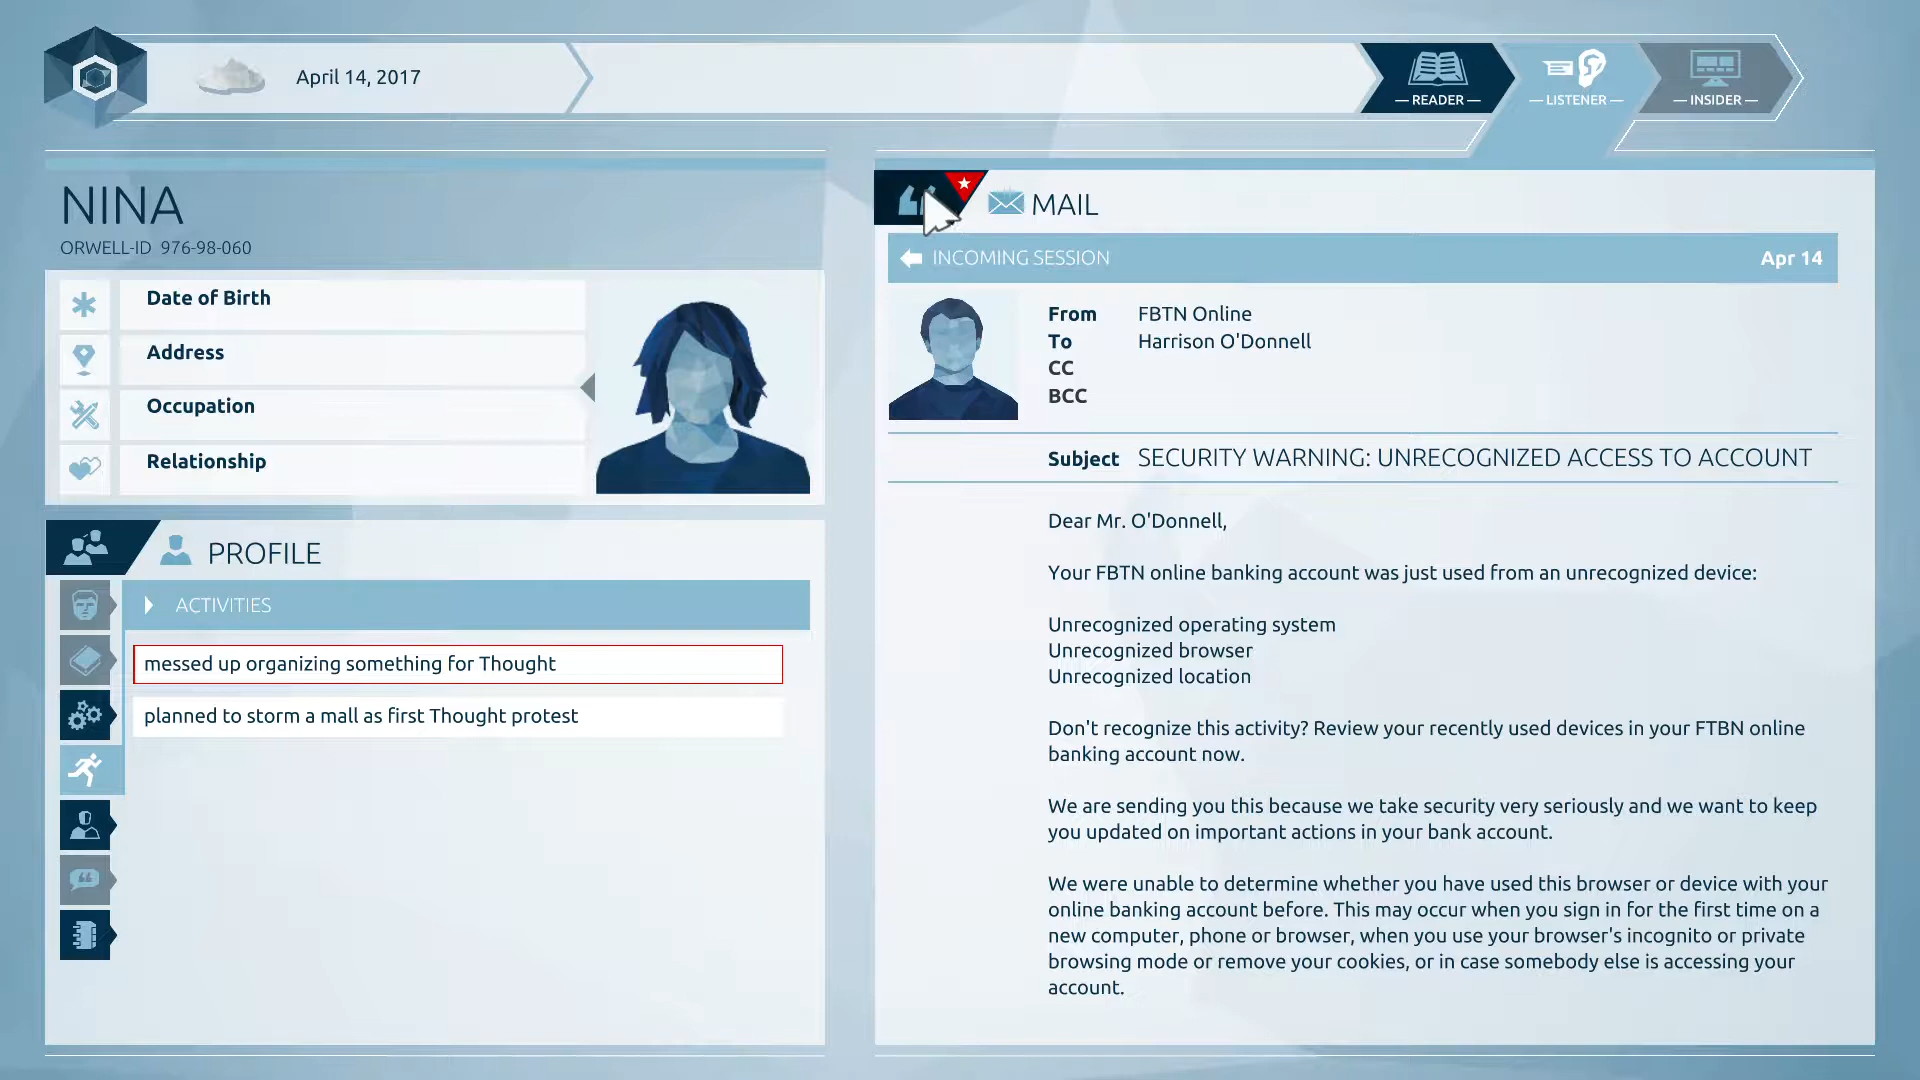 April 14, 2017
— READER —
— LISTENER —
— INSIDER —
NINA
ORWELL-ID 976-98-060
Date of Birth
Address
Occupation
Relationship
PROFILE
ACTIVITIES
messed up organizing something for Thought
planned to storm a mall as first Thought protest
MAIL
INCOMING SESSION Apr 14
From FBTN Online
To Harrison O'Donnell
CC
BCC
Subject SECURITY WARNING: UNRECOGNIZED ACCESS TO ACCOUNT
Dear Mr. O'Donnell,
Your FBTN online banking account was just used from an unrecognized device:
Unrecognized operating system
Unrecognized browser
Unrecognized location
Don't recognize this activity? Review your recently used devices in your FTBN online
banking account now.
We are sending you this because we take security very seriously and we want to keep
you updated on important actions in your bank account.
We were unable to determine whether you have used this browser or device with your
online banking account before. This may occur when you sign in for the first time on a
new computer, phone or browser, when you use your browser's incognito or private
browsing mode or remove your cookies, or in case somebody else is accessing your
account.